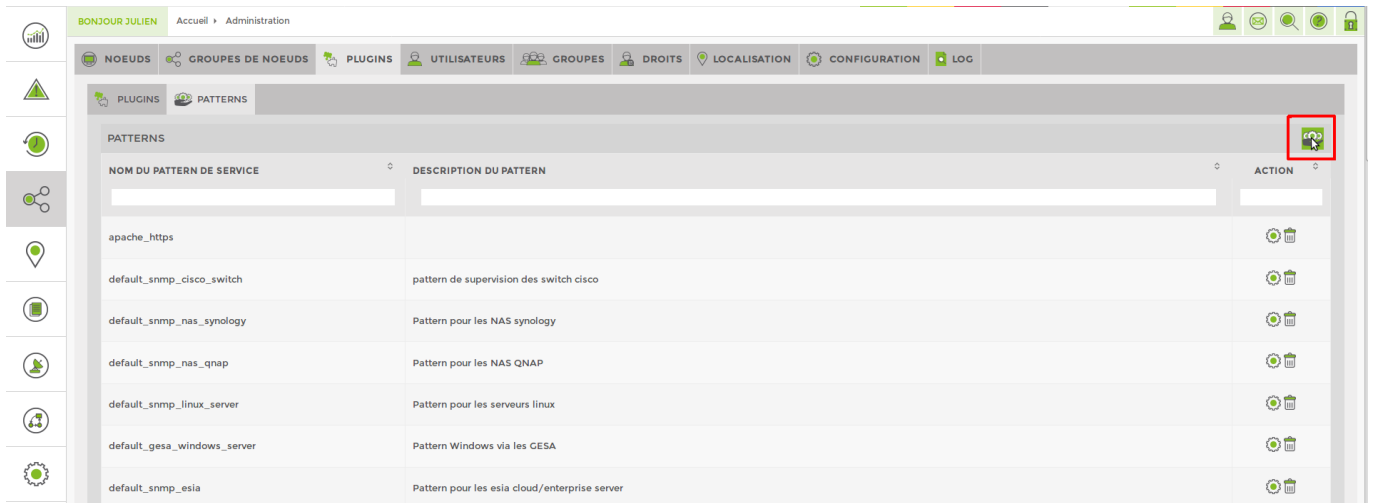 BONJOUR JULIEN Accueil Administration
NOEUDS GROUPES DE NOEUDS PLUGINS UTILISATEURS GROUPES DROITS LOCALISATION CONFIGURATION LOG
PLUGINS PATTERNS
PATTERNS
NOM DU PATTERN DE SERVICE DESCRIPTION DU PATTERN ACTION
apache_https
default_snmp_cisco_switch pattern de supervision des switch cisco
default_snmp_nas_synology Pattern pour les NAS synology
default_snmp_nas_qnap Pattern pour les NAS QNAP
default_snmp_linux_server Pattern pour les serveurs linux
default_gesa_windows_server Pattern Windows via les GESA
default_snmp_esia Pattern pour les esia cloud/enterprise server